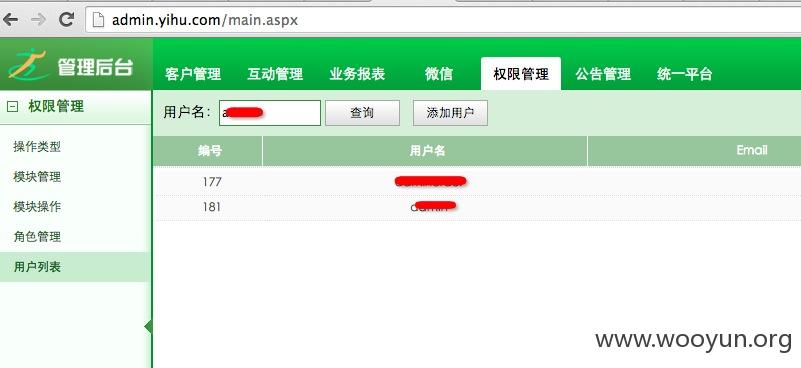 admin.yihu.com/main.aspx
管理后台
客户管理 互动管理 业务报表 微信 权限管理 公告管理 统一平台
权限管理
用户名: 查询 添加用户
操作类型
模块管理
模块操作
角色管理
用户列表
编号 用户名 Email
177
181
www.wooyun.org